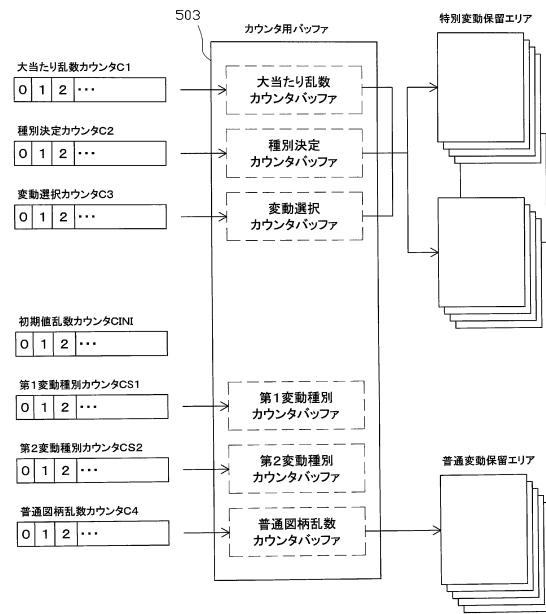 503
カウンタ用バッファ
特別変動保留エリア
大当たり乱数カウンタC1
0 1 2 ・・・
大当たり乱数
カウンタバッファ
種別決定カウンタC2
0 1 2 ・・・
種別決定
カウンタバッファ
変動選択カウンタC3
0 1 2 ・・・
変動選択
カウンタバッファ
初期値乱数カウンタCINI
0 1 2 ・・・
第1変動種別カウンタCS1
0 1 2 ・・・
第1変動種別
カウンタバッファ
第2変動種別カウンタCS2
0 1 2 ・・・
第2変動種別
カウンタバッファ
普通変動保留エリア
普通図柄乱数カウンタC4
0 1 2 ・・・
普通図柄乱数
カウンタバッファ